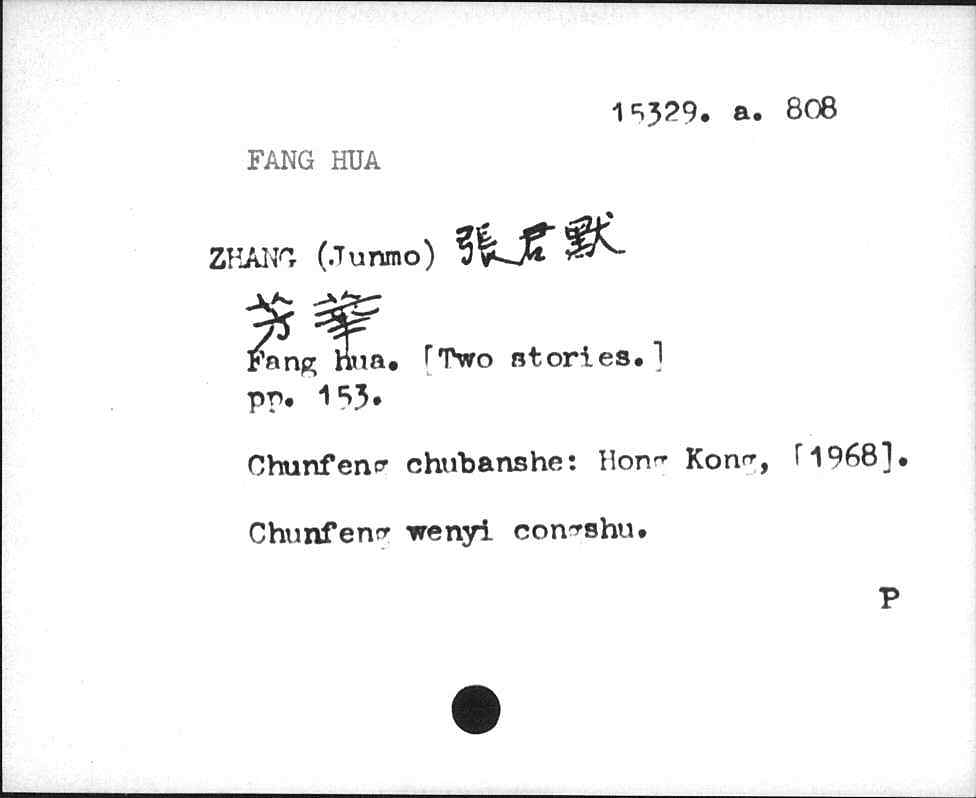 15329. a. 808
FANG HUA
ZHANG (Junmo) 張君默
芳華
Fang hua. [Two stories.]
pp. 153.
Chunfeng chubanshe: Hong Kong, [1968].
Chunfeng wenyi congshu.
P